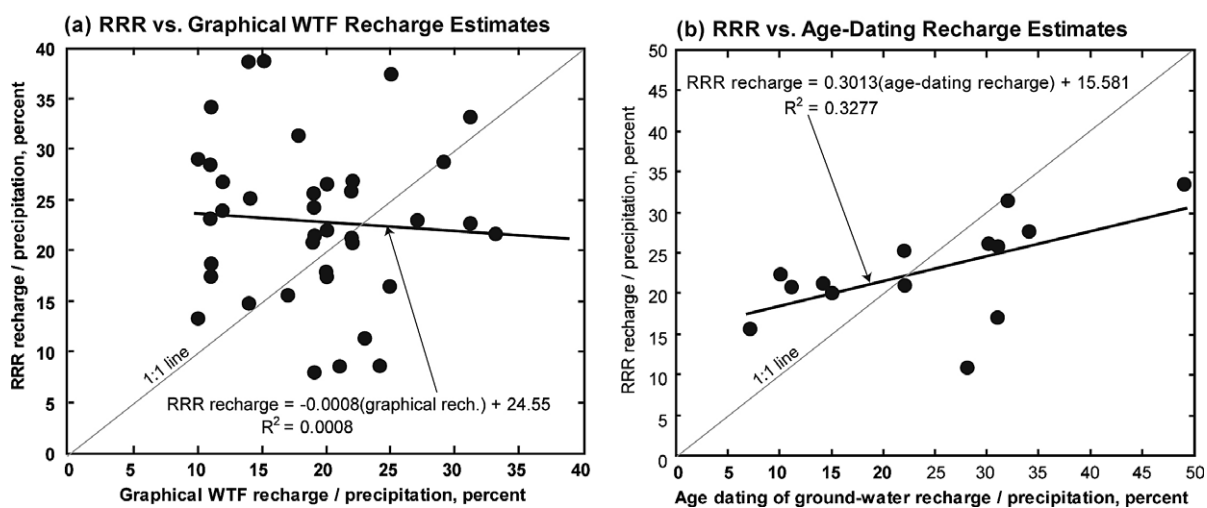 (a) RRR vs. Graphical WTF Recharge Estimates
40
35
30
25
20
15
10
5
0
RRR recharge / precipitation, percent
1:1 line
RRR recharge = -0.0008(graphical rech.) + 24.55
R² = 0.0008
0 5 10 15 20 25 30 35 40
Graphical WTF recharge / precipitation, percent
(b) RRR vs. Age-Dating Recharge Estimates
50
45
40
35
30
25
20
15
10
5
0
RRR recharge / precipitation, percent
RRR recharge = 0.3013(age-dating recharge) + 15.581
R² = 0.3277
1:1 line
0 5 10 15 20 25 30 35 40 45 50
Age dating of ground-water recharge / precipitation, percent